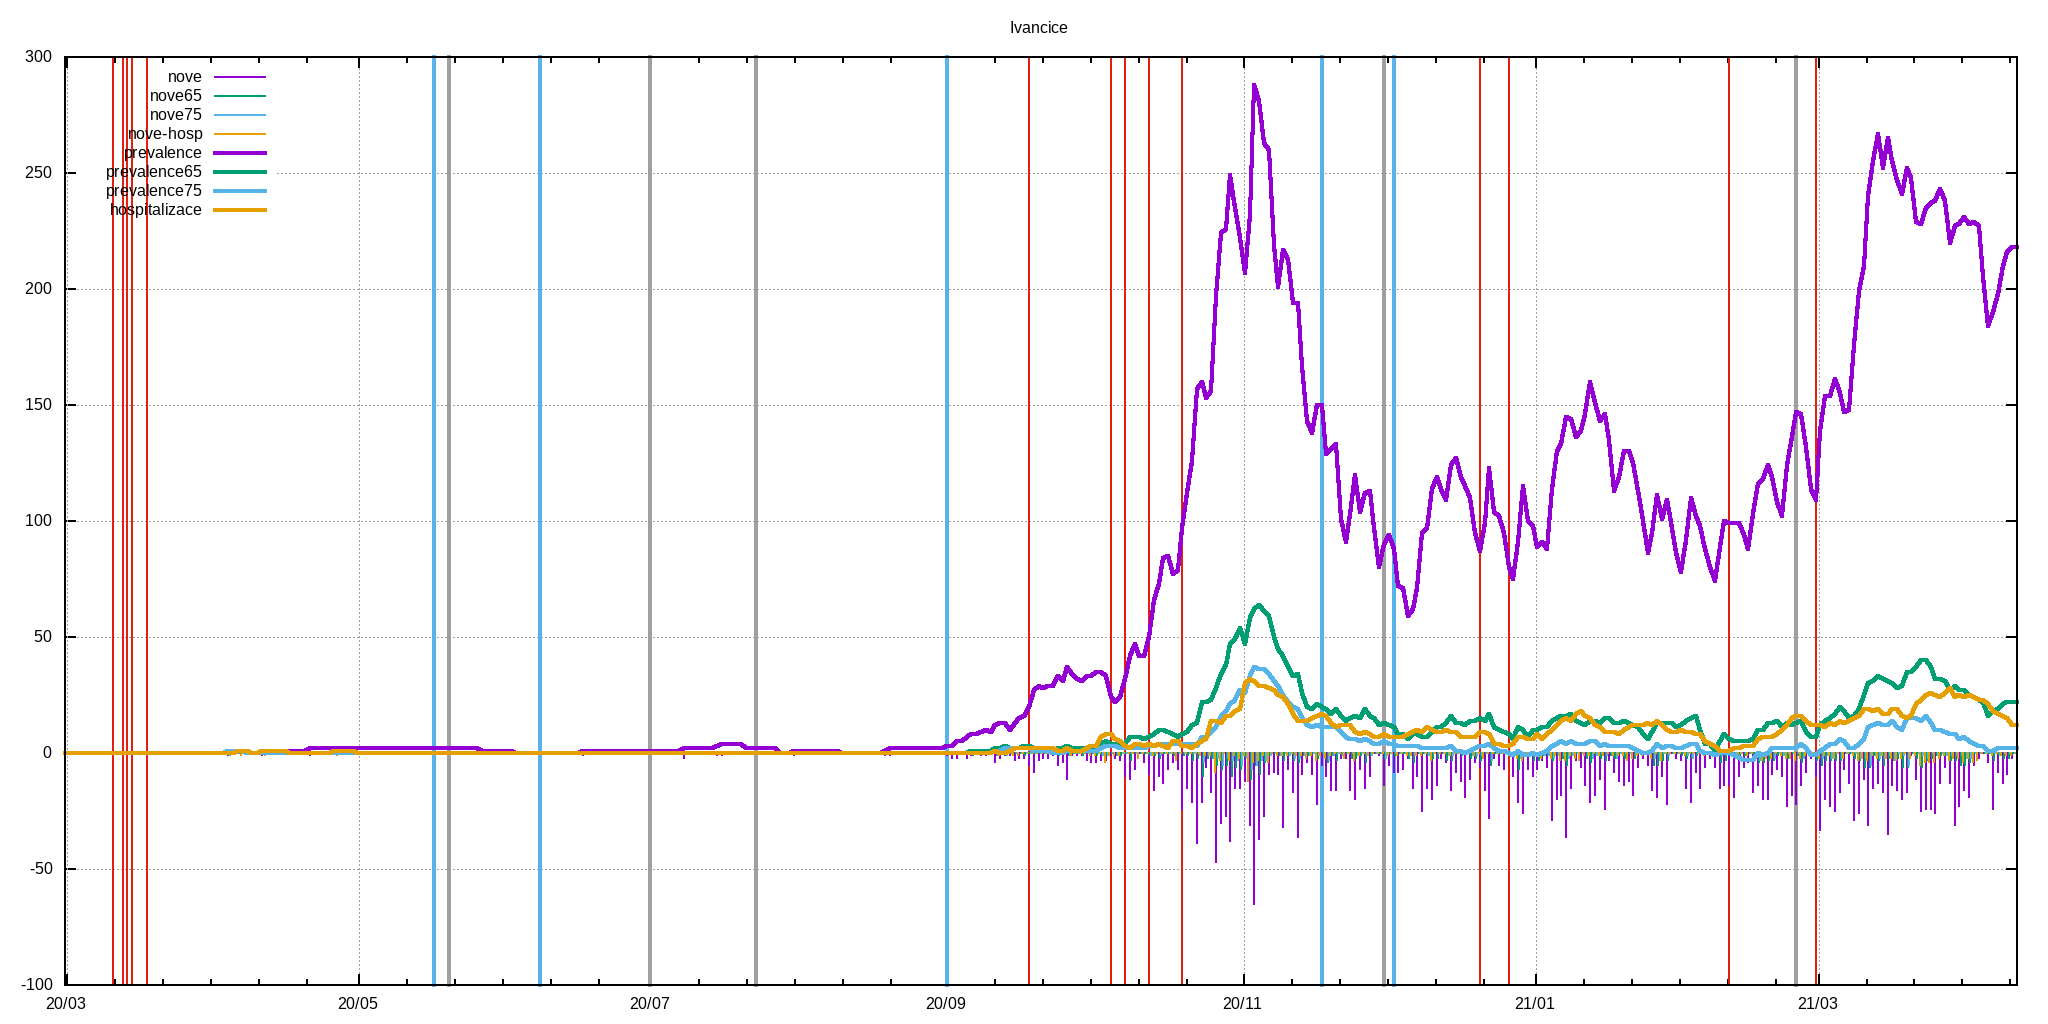 Ivancice
300
250
200
150
100
50
0
-50
-100
nove
nove65
nove75
nove-hosp
prevalence
prevalence65
prevalence75
hospitalizace
20/03 20/05 20/07 20/09 20/11 21/01 21/03